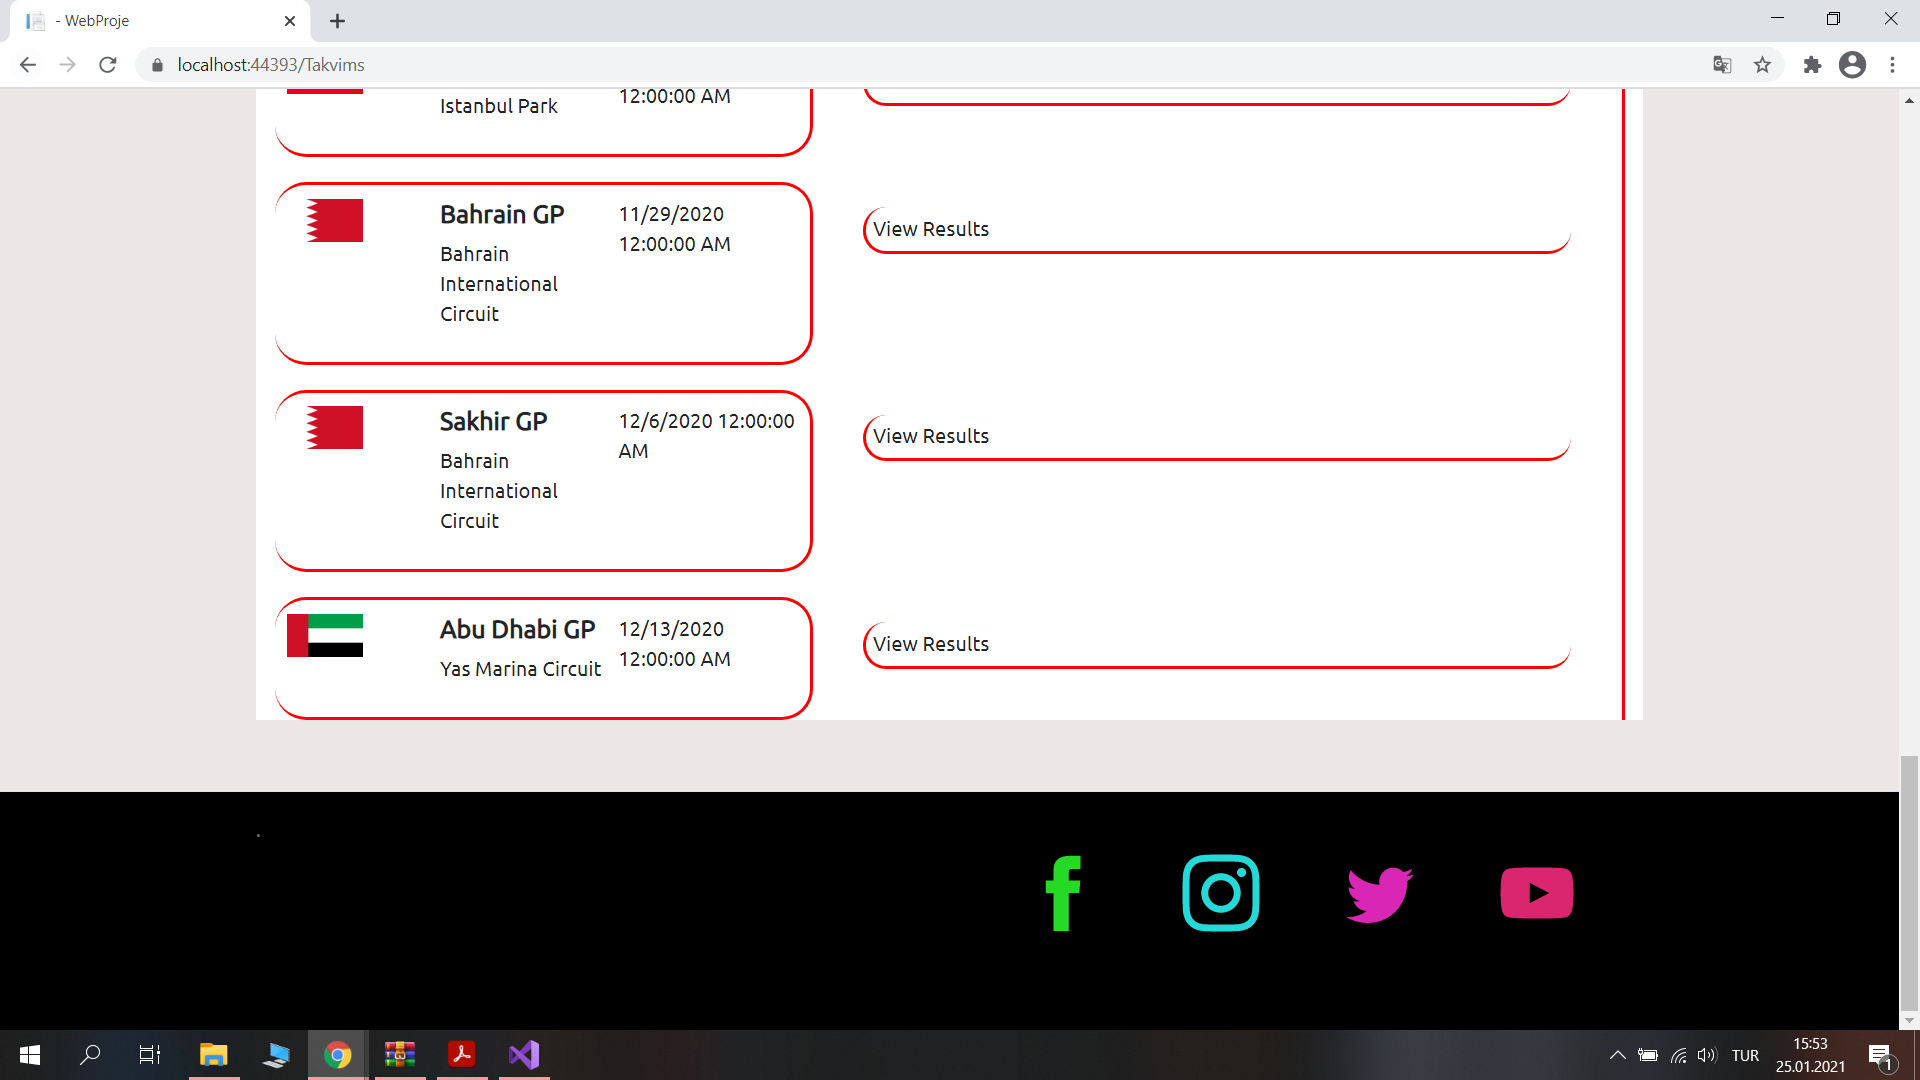 - WebProje
localhost:44393/Takvims
Istanbul Park
12:00:00 AM
Bahrain GP
Bahrain
International
Circuit
11/29/2020
12:00:00 AM
View Results
Sakhir GP
Bahrain
International
Circuit
12/6/2020 12:00:00
AM
View Results
Abu Dhabi GP
Yas Marina Circuit
12/13/2020
12:00:00 AM
View Results
.
TUR
15:53
25.01.2021
1